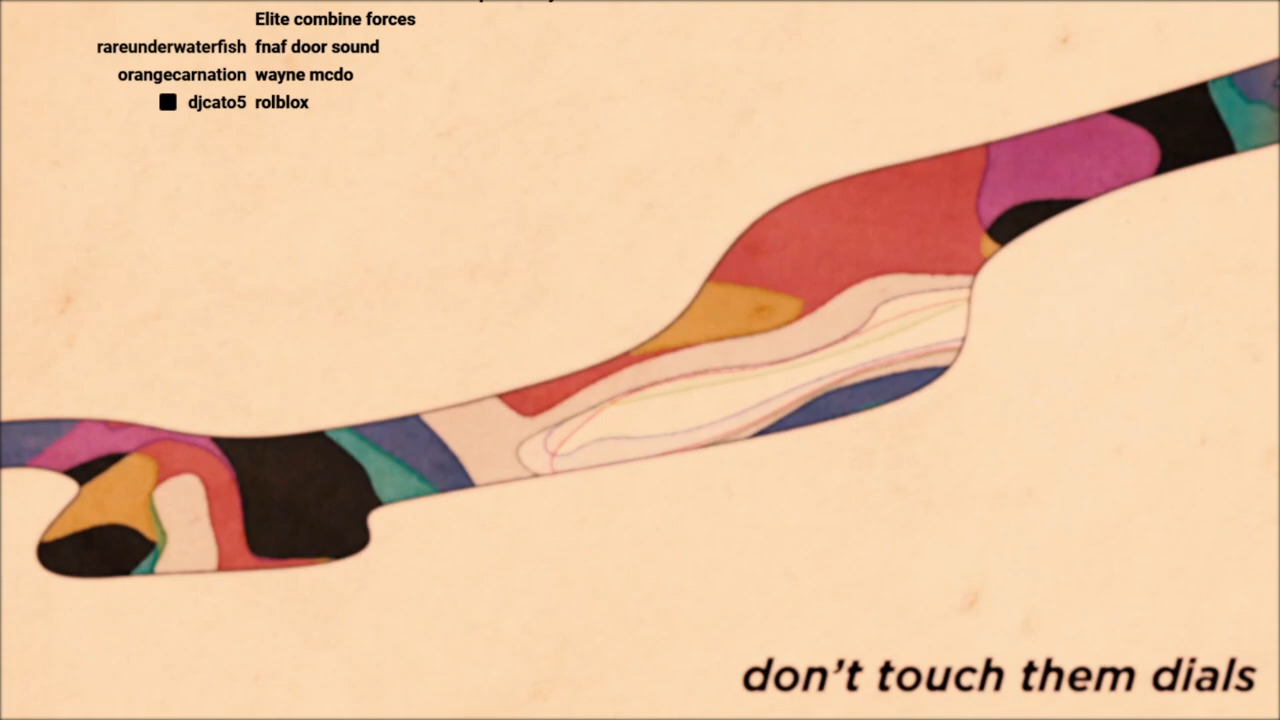 Elite combine forces
rareunderwaterfish fnaf door sound
orangecarnation wayne mcdo
djcato5 rolblox
don't touch them dials